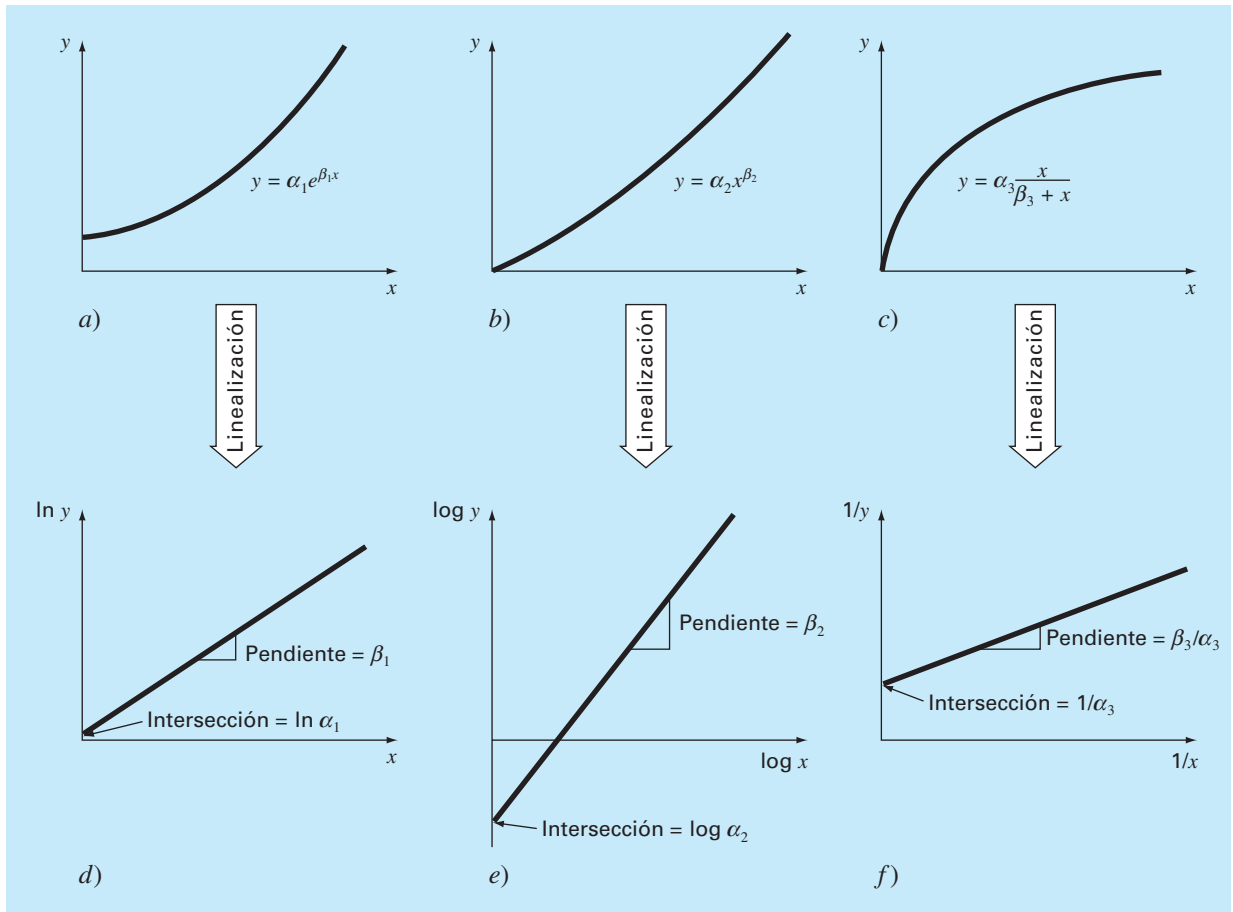 y
y = α₁e^{β₁x}
x
a)
y
y = α₂x^{β₂}
x
b)
y
y = α₃ x / (β₃ + x)
x
c)
Linealización
Linealización
Linealización
ln y
Pendiente = β₁
Intersección = ln α₁
x
d)
log y
Pendiente = β₂
log x
Intersección = log α₂
e)
1/y
Pendiente = β₃/α₃
Intersección = 1/α₃
1/x
f)